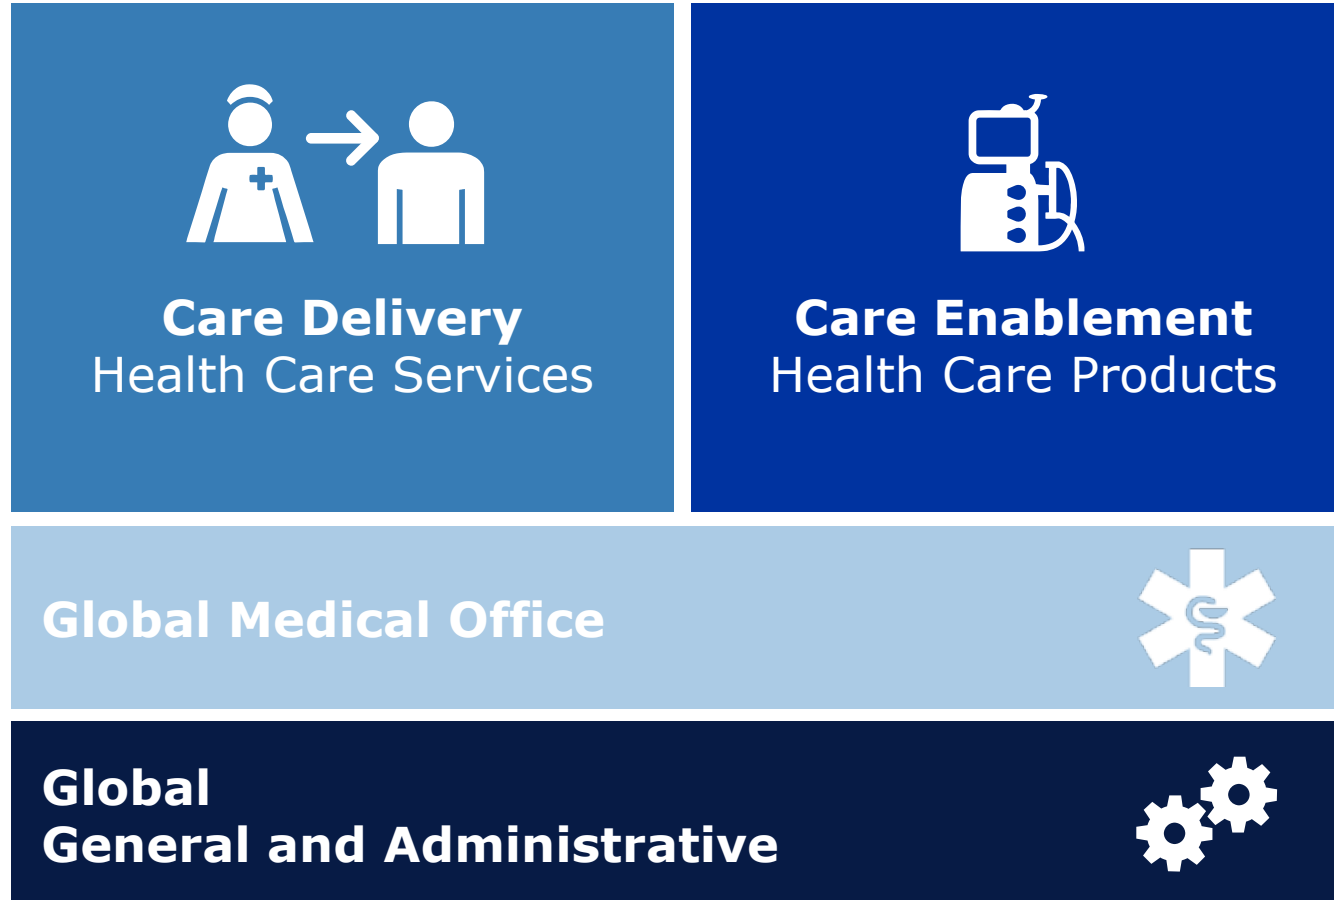 Care Delivery
Health Care Services
Care Enablement
Health Care Products
Global Medical Office
Global
General and Administrative